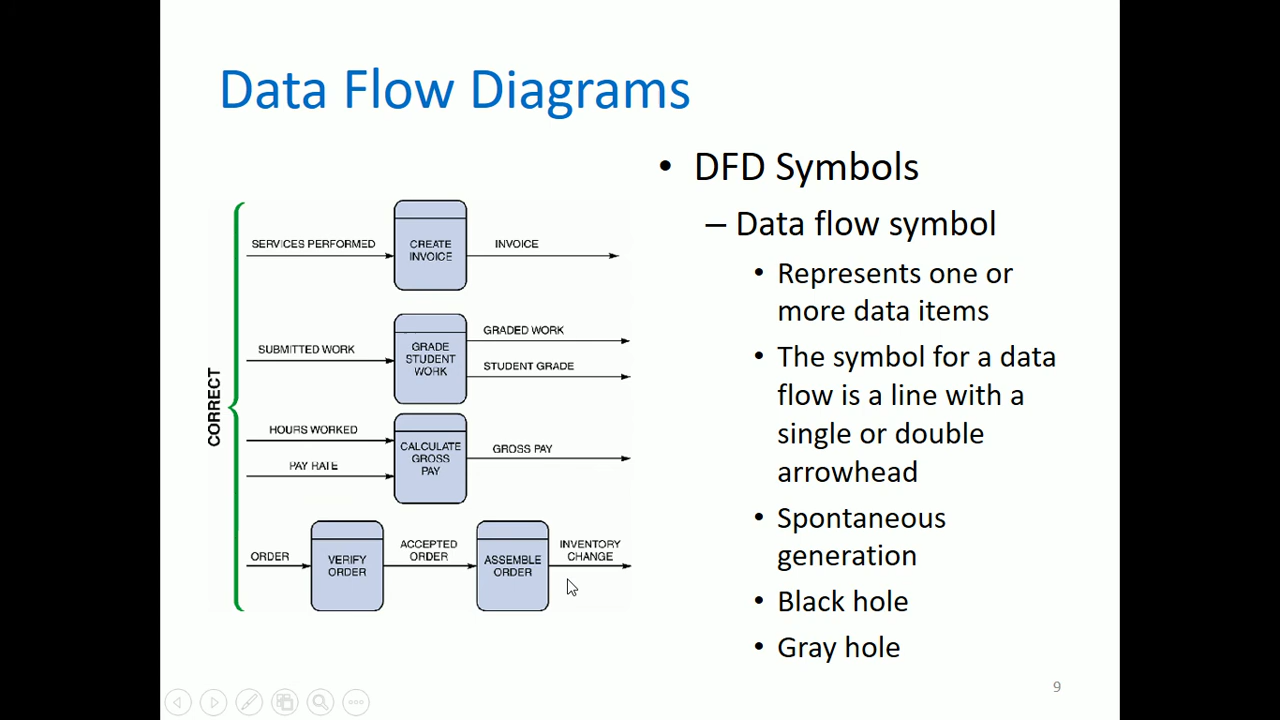 Data Flow Diagrams
CORRECT
SERVICES PERFORMED
CREATE
INVOICE
INVOICE
SUBMITTED WORK
GRADE
STUDENT
WORK
GRADED WORK
STUDENT GRADE
HOURS WORKED
PAY RATE
CALCULATE
GROSS
PAY
GROSS PAY
ORDER
VERIFY
ORDER
ACCEPTED
ORDER
ASSEMBLE
ORDER
INVENTORY
CHANGE
• DFD Symbols
– Data flow symbol
• Represents one or
more data items
• The symbol for a data
flow is a line with a
single or double
arrowhead
• Spontaneous
generation
• Black hole
• Gray hole
9